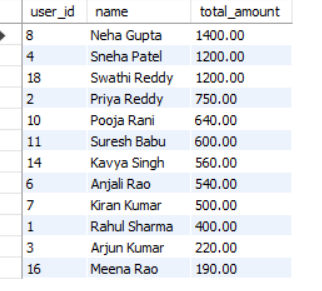 user_id name total_amount
8 Neha Gupta 1400.00
4 Sneha Patel 1200.00
18 Swathi Reddy 1200.00
2 Priya Reddy 750.00
10 Pooja Rani 640.00
11 Suresh Babu 600.00
14 Kavya Singh 560.00
6 Anjali Rao 540.00
7 Kiran Kumar 500.00
1 Rahul Sharma 400.00
3 Arjun Kumar 220.00
16 Meena Rao 190.00